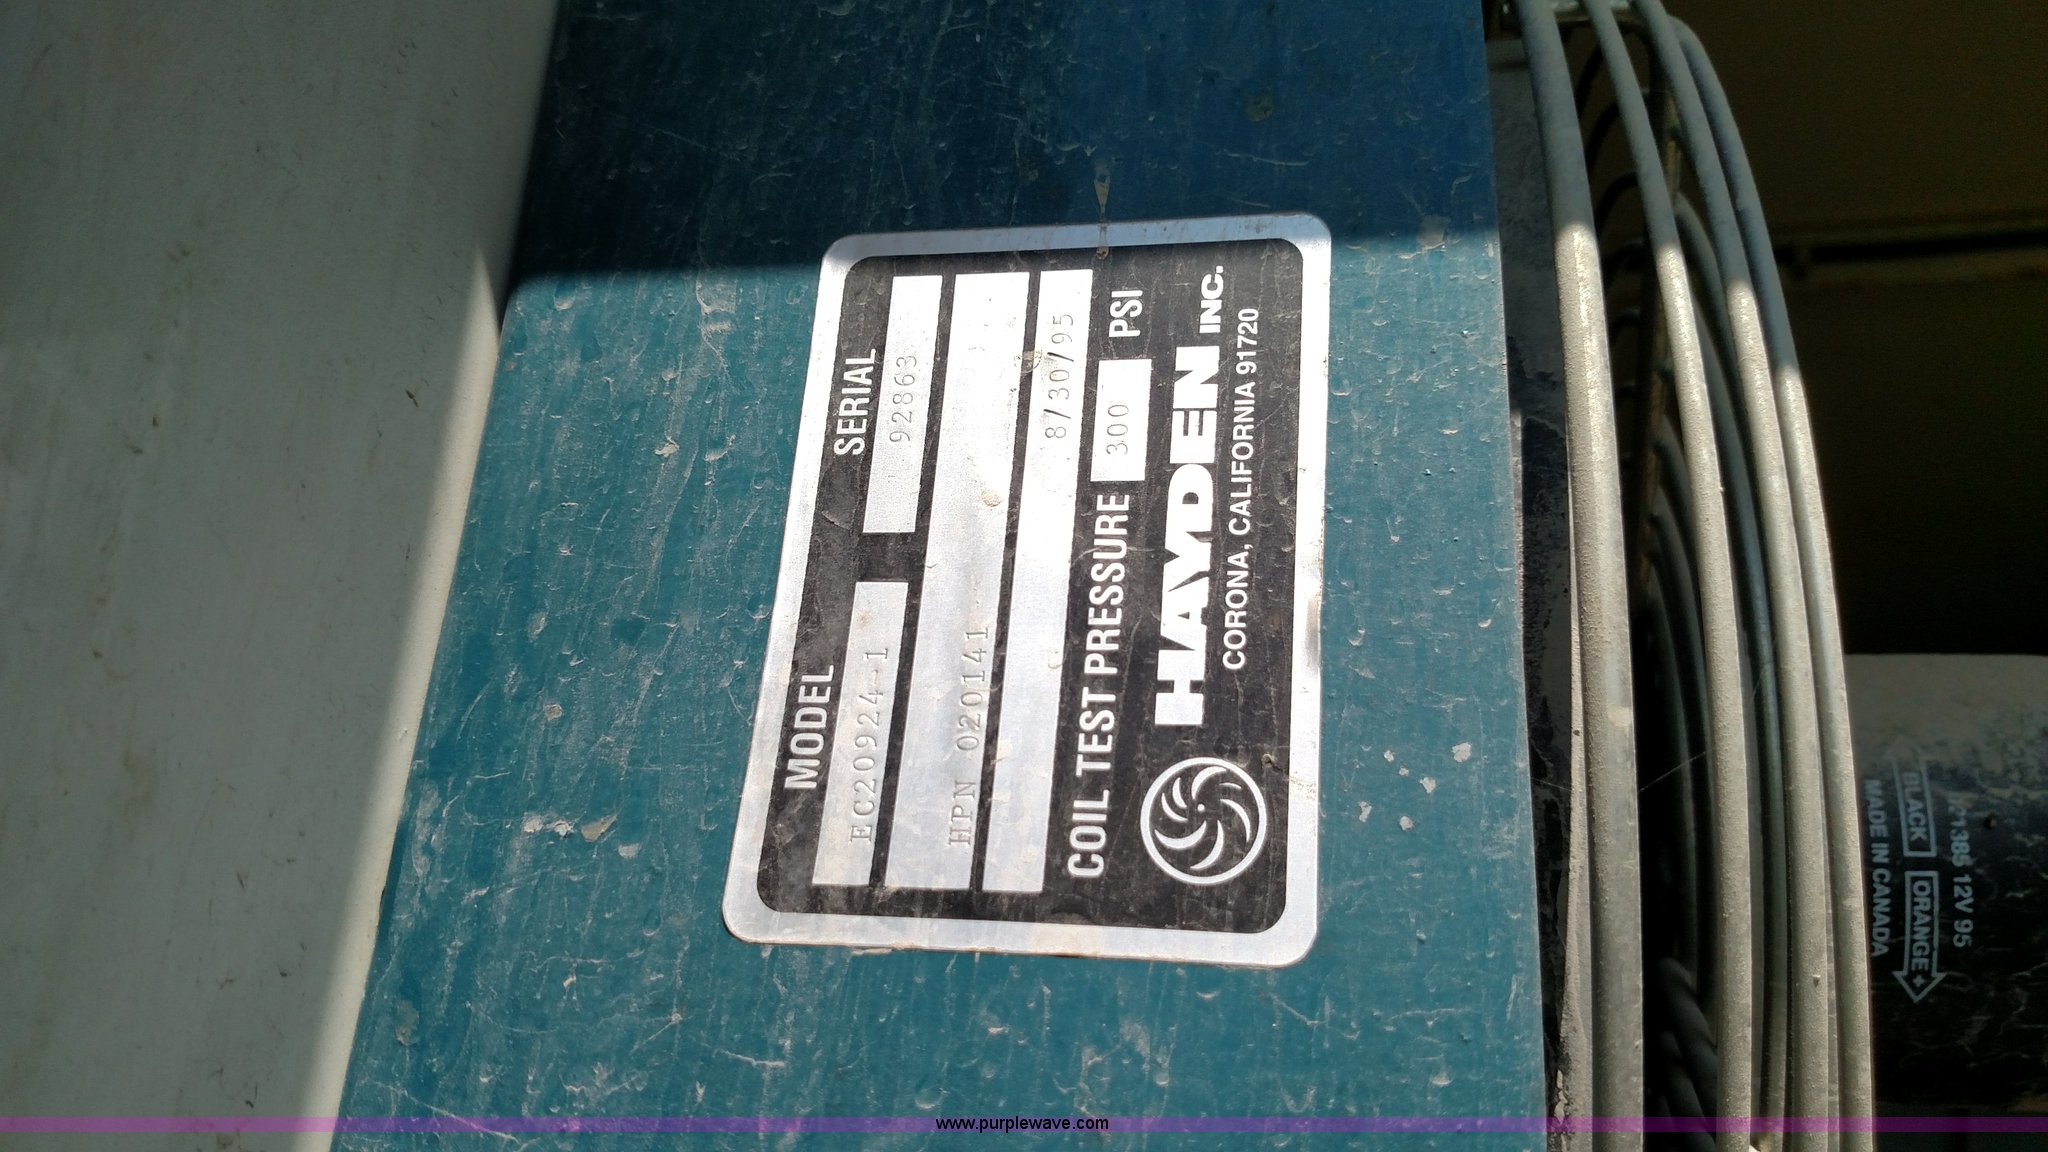 MODEL SERIAL
EC20924-1 92863
HPN 020141
8/30/95
COIL TEST PRESSURE 300 PSI
HAYDEN INC.
CORONA, CALIFORNIA 91720
12V 95
BLACK ORANGE+
MADE IN CANADA
www.purplewave.com